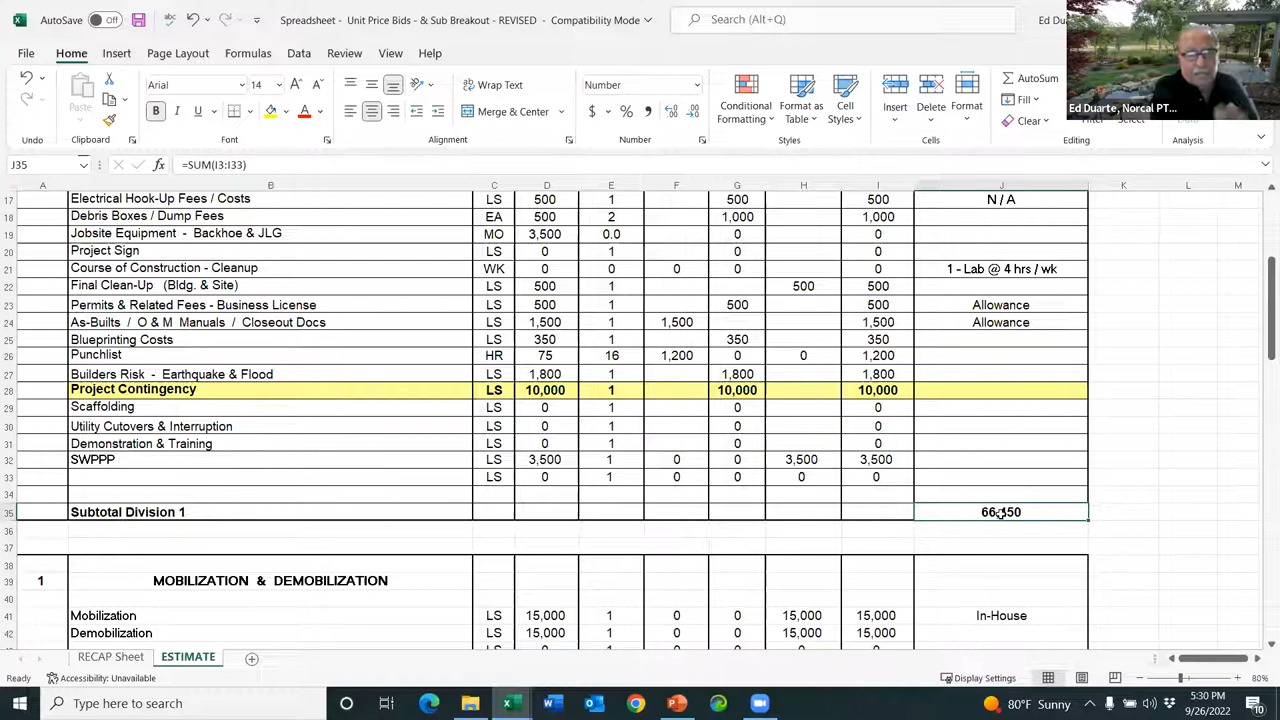 AutoSave Off Spreadsheet - Unit Price Bids - & Sub Breakout - REVISED - Compatibility Mode Search (Alt+Q) Ed Du
File Home Insert Page Layout Formulas Data Review View Help
Arial 14 Wrap Text Number Conditional Formatting Format as Table Cell Styles Insert Delete Format AutoSum Fill Clear
B I U Merge & Center $ %
Undo Clipboard Font Alignment Number Styles Cells Editing Analysis
Ed Duarte, Norcal PT...
J35 fx =SUM(I3:I33)
A B C D E F G H I J K L M
17 Electrical Hook-Up Fees / Costs LS 500 1 500 500 N / A
18 Debris Boxes / Dump Fees EA 500 2 1,000 1,000
19 Jobsite Equipment - Backhoe & JLG MO 3,500 0.0 0 0
20 Project Sign LS 0 1 0
21 Course of Construction - Cleanup WK 0 0 0 0 1 - Lab @ 4 hrs / wk
22 Final Clean-Up (Bldg. & Site) LS 500 1 500 500
23 Permits & Related Fees - Business License LS 500 1 500 500 Allowance
24 As-Builts / O & M Manuals / Closeout Docs LS 1,500 1 1,500 1,500 Allowance
25 Blueprinting Costs LS 350 1 350 350
26 Punchlist HR 75 16 1,200 0 0 1,200
27 Builders Risk - Earthquake & Flood LS 1,800 1 1,800 1,800
28 Project Contingency LS 10,000 1 10,000 10,000
29 Scaffolding LS 0 1 0 0
30 Utility Cutovers & Interruption LS 0 1 0 0
31 Demonstration & Training LS 0 1 0 0
32 SWPPP LS 3,500 1 0 0 3,500 3,500
33 LS 0 1 0 0 0 0
34
35 Subtotal Division 1
36
37
38
39 1 MOBILIZATION & DEMOBILIZATION
40
41 Mobilization LS 15,000 1 0 0 15,000 15,000 In-House
42 Demobilization LS 15,000 1 0 0 15,000 15,000
RECAP Sheet ESTIMATE
Ready Accessibility: Unavailable Display Settings 80%
Type here to search 80°F Sunny 5:30 PM
9/26/2022 10